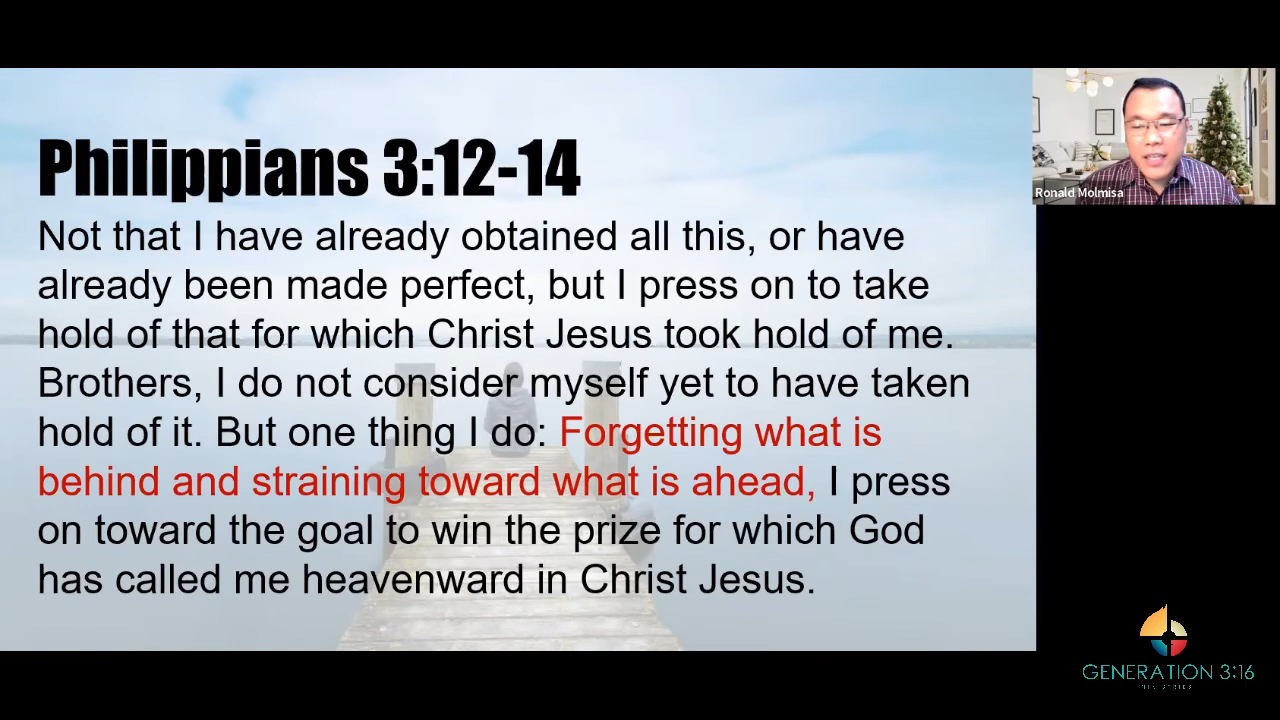 Philippians 3:12-14
Not that I have already obtained all this, or have
already been made perfect, but I press on to take
hold of that for which Christ Jesus took hold of me.
Brothers, I do not consider myself yet to have taken
hold of it. But one thing I do: Forgetting what is
behind and straining toward what is ahead, I press
on toward the goal to win the prize for which God
has called me heavenward in Christ Jesus.
Ronald Molmisa
GENERATION 3:16
MINISTRIES